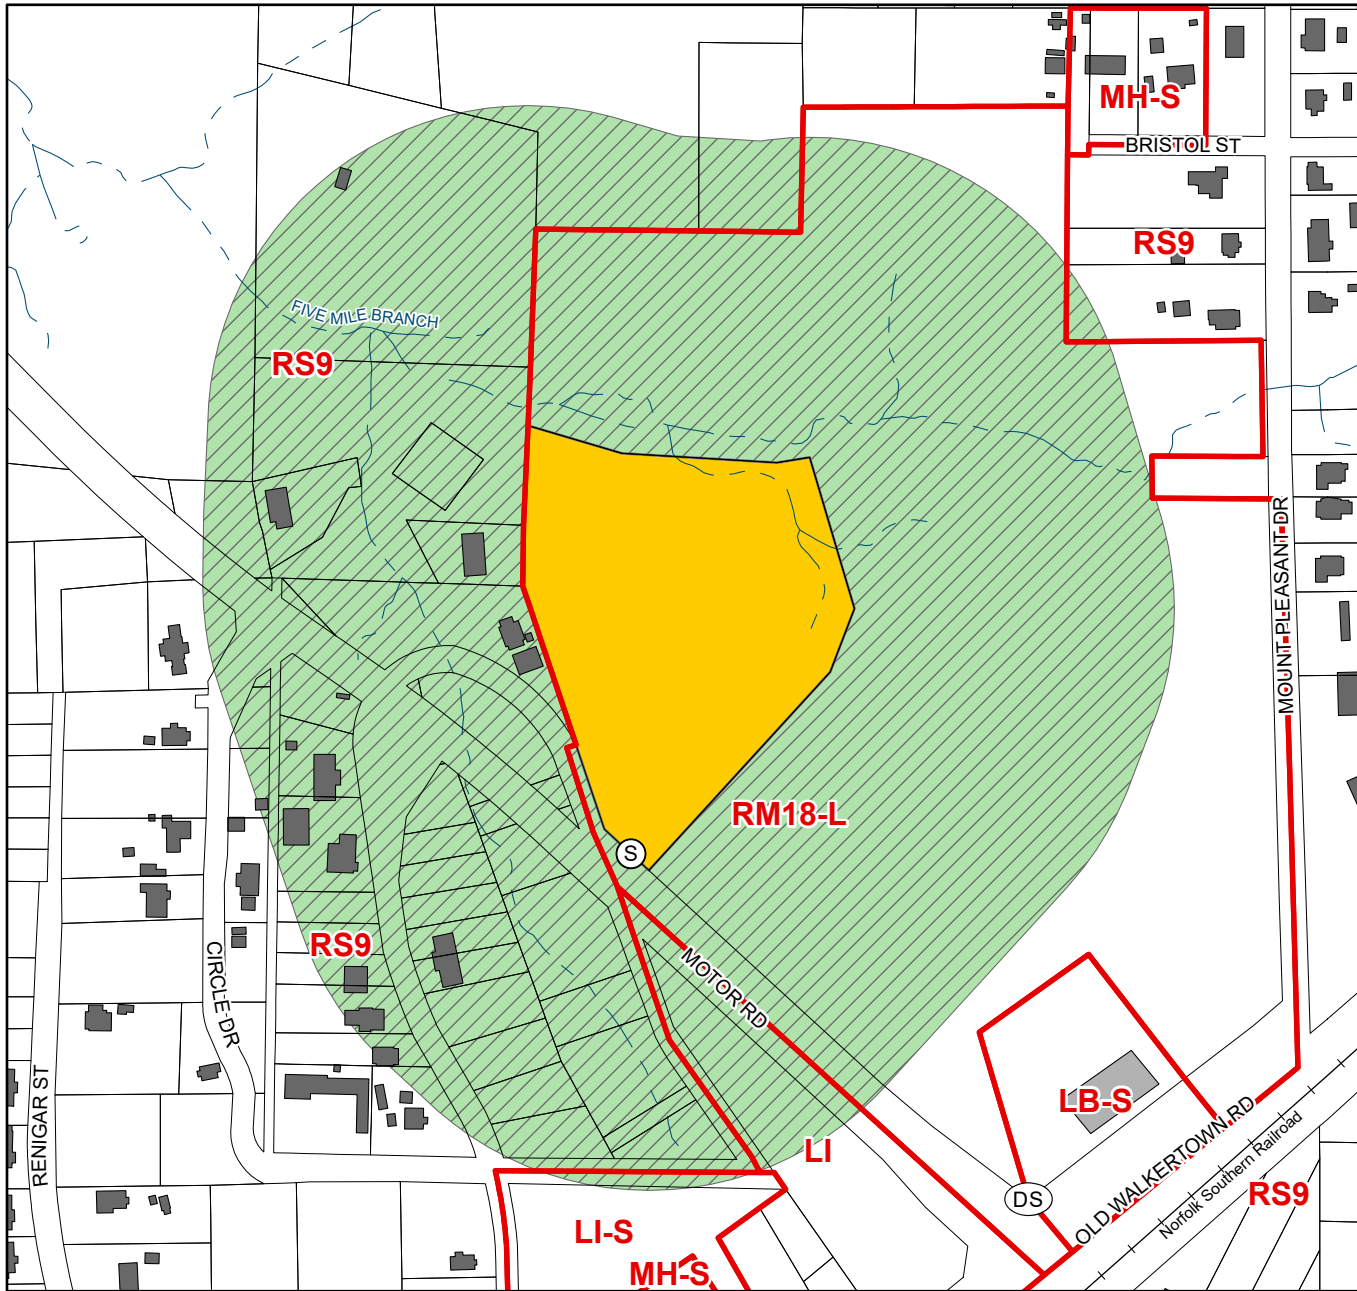 MH-S
BRISTOL ST
RS9
FIVE MILE BRANCH
RS9
MOUNT PLEASANT DR
RM18-L
S
RS9
MOTOR RD
CIRCLE DR
RENIGAR ST
LB-S
LI
DS
OLD WALKERTOWN RD
Norfolk Southern Railroad
RS9
LI-S
MH-S